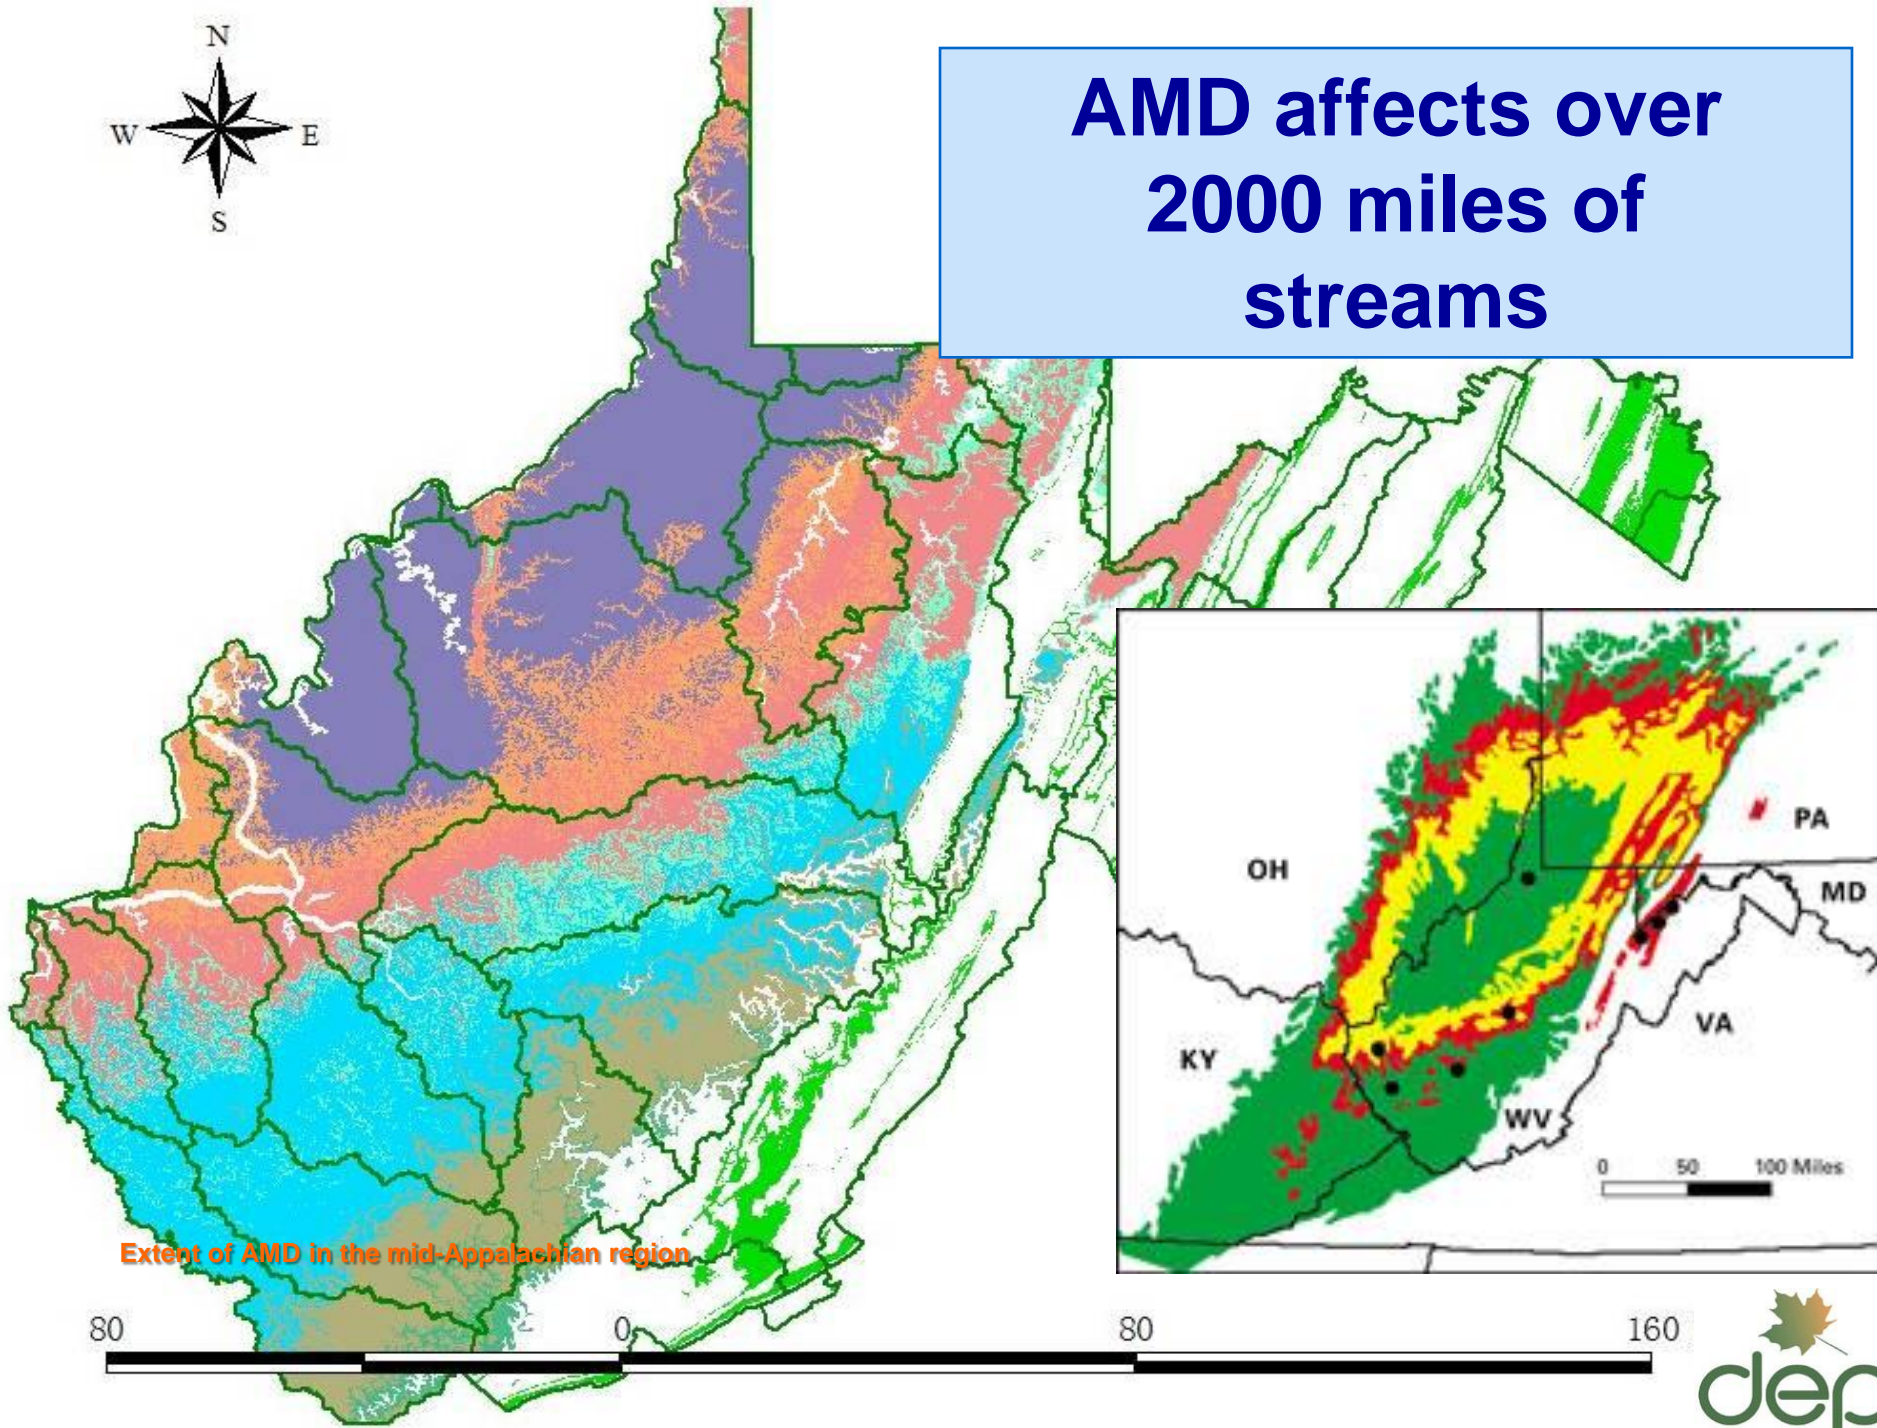 N
W E
S
AMD affects over
2000 miles of
streams
OH
PA
MD
KY
VA
WV
0 50 100 Miles
Extent of AMD in the mid-Appalachian region
80 0 80 160
dep